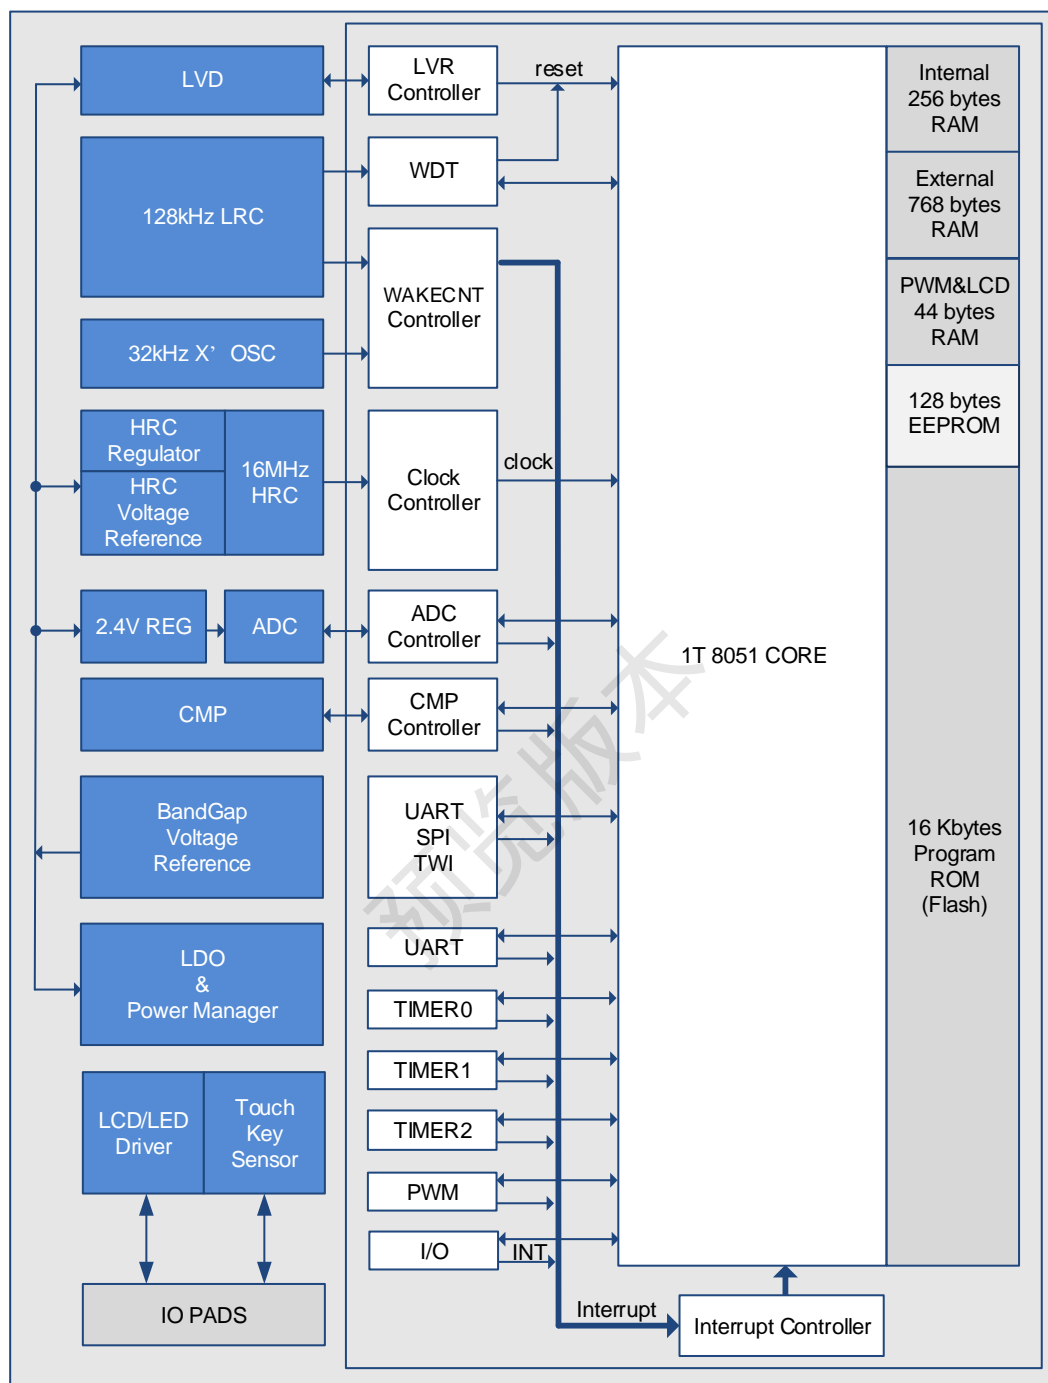 LVD
LVR
Controller
reset
Internal
256 bytes
RAM
128kHz LRC
WDT
External
768 bytes
RAM
WAKECNT
Controller
PWM&LCD
44 bytes
RAM
32kHz X’ OSC
128 bytes
EEPROM
HRC
Regulator
HRC
Voltage
Reference
16MHz
HRC
Clock
Controller
clock
2.4V REG
ADC
ADC
Controller
1T 8051 CORE
CMP
CMP
Controller
BandGap
Voltage
Reference
UART
SPI
TWI
16 Kbytes
Program
ROM
(Flash)
预览版本
UART
LDO
&
Power Manager
TIMER0
TIMER1
LCD/LED
Driver
Touch
Key
Sensor
TIMER2
PWM
I/O
INT
IO PADS
Interrupt
Interrupt Controller